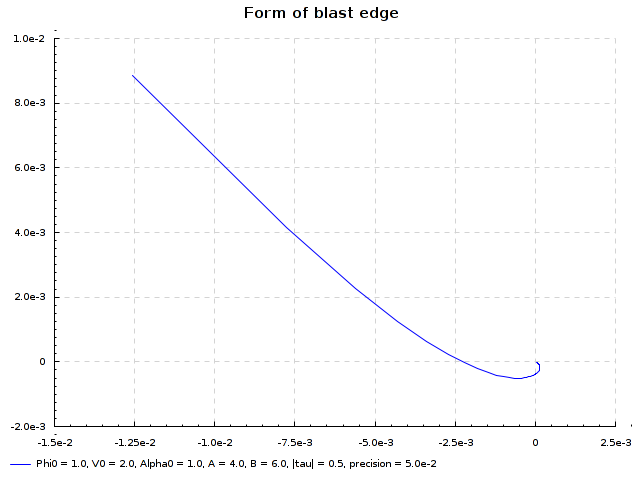 Form of blast edge
1.0e-2
8.0e-3
6.0e-3
4.0e-3
2.0e-3
0
-2.0e-3
-1.5e-2 -1.25e-2 -1.0e-2 -7.5e-3 -5.0e-3 -2.5e-3 0 2.5e-3
Phi0 = 1.0, V0 = 2.0, Alpha0 = 1.0, A = 4.0, B = 6.0, |tau| = 0.5, precision = 5.0e-2